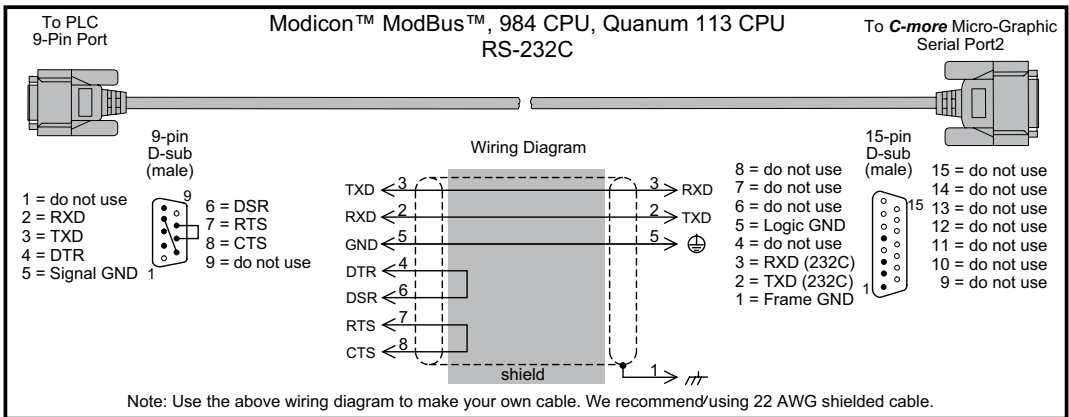 To PLC
9-Pin Port
Modicon™ ModBus™, 984 CPU, Quanum 113 CPU
RS-232C
To C-more Micro-Graphic
Serial Port2
9-pin
D-sub
(male)
1 = do not use
2 = RXD
3 = TXD
4 = DTR
5 = Signal GND
9
1
6 = DSR
7 = RTS
8 = CTS
9 = do not use
Wiring Diagram
TXD 3 3 RXD
RXD 2 2 TXD
GND 5 5
DTR 4
DSR 6
RTS 7
CTS 8
shield
1
15-pin
D-sub
(male)
8 = do not use
7 = do not use
6 = do not use
5 = Logic GND
4 = do not use
3 = RXD (232C)
2 = TXD (232C)
1 = Frame GND
15
1
15 = do not use
14 = do not use
13 = do not use
12 = do not use
11 = do not use
10 = do not use
9 = do not use
Note: Use the above wiring diagram to make your own cable. We recommend using 22 AWG shielded cable.